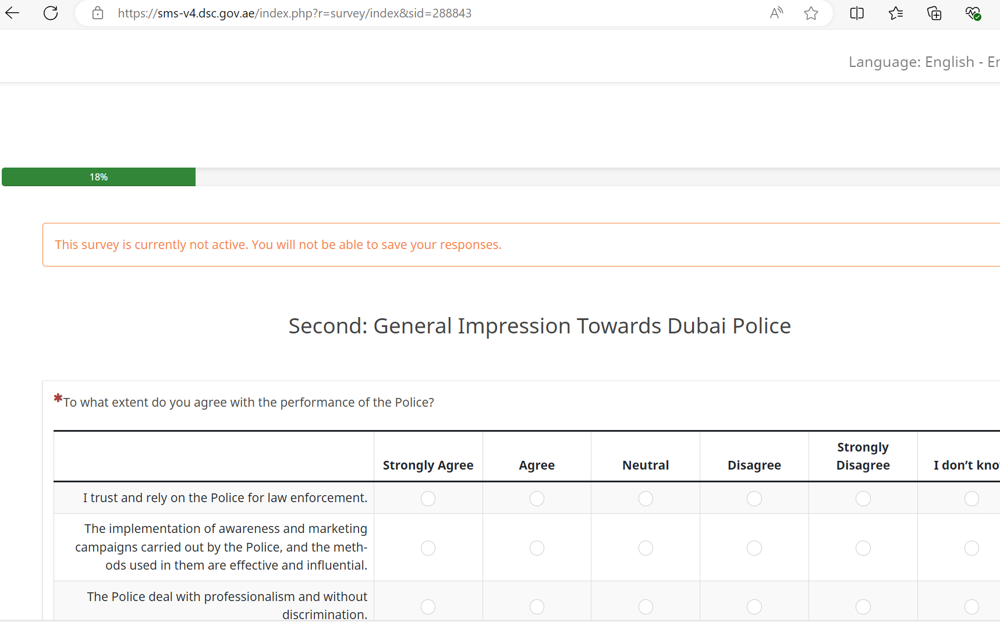 https://sms-v4.dsc.gov.ae/index.php?r=survey/index&sid=288843
Language: English - En
18%
This survey is currently not active. You will not be able to save your responses.
Second: General Impression Towards Dubai Police
*To what extent do you agree with the performance of the Police?
Strongly Agree
Agree
Neutral
Disagree
Strongly
Disagree
I don’t kno
I trust and rely on the Police for law enforcement.
The implementation of awareness and marketing
campaigns carried out by the Police, and the meth-
ods used in them are effective and influential.
The Police deal with professionalism and without
discrimination.